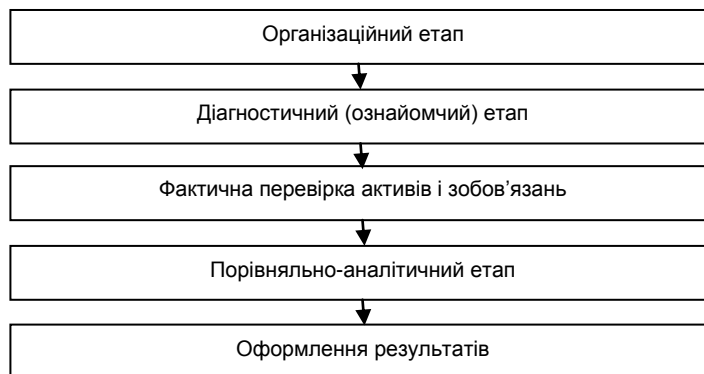 Організаційний етап
Діагностичний (ознайомчий) етап
Фактична перевірка активів і зобов’язань
Порівняльно-аналітичний етап
Оформлення результатів